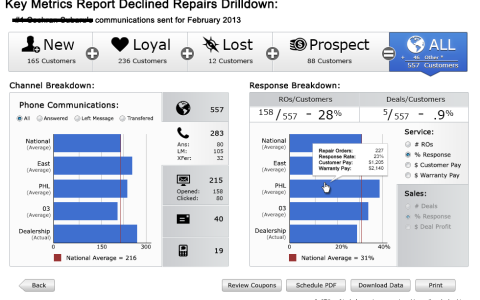 Key Metrics Report Declined Repairs Drilldown:
communications sent for February 2013
New
165 Customers
Loyal
236 Customers
Lost
12 Customers
Prospect
88 Customers
ALL
+ 46 Other *
557 Customers
Channel Breakdown:
Phone Communications:
All Answered Left Message Transfered
National
(Average)
East
(Average)
PHL
(Average)
03
(Average)
Dealership
(Actual)
0 150 300
National Average = 216
557
283
Ans: 80
LM: 105
XFer: 32
215
Opened: 158
Clicked: 80
40
19
Response Breakdown:
ROs/Customers
158/557 - 28%
Deals/Customers
5/557 - .9%
National
(Average)
East
(Average)
PHL
(Average)
03
(Average)
Dealership
(Actual)
Repair Orders: 227
Response Rate: 23%
Customer Pay: $1,205
Warranty Pay: $2,140
0 20% 40%
National Average = 31%
Service:
# ROs
% Response
$ Customer Pay
$ Warranty Pay
Sales:
# Deals
% Response
$ Deal Profit
Back
Review Coupons
Schedule PDF
Download Data
Print